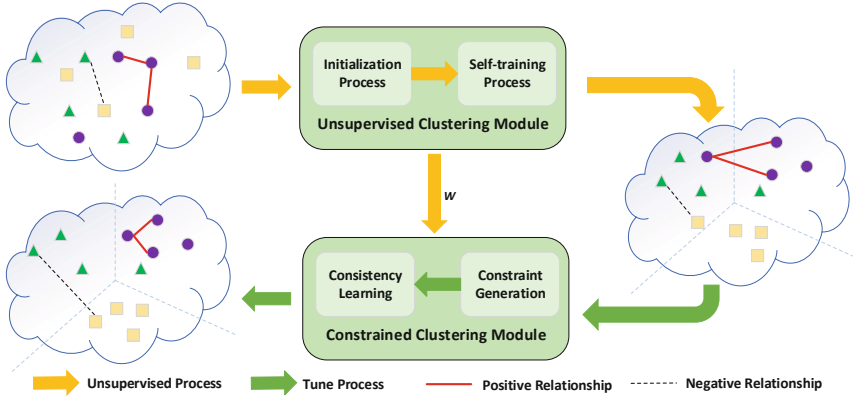 Initialization
Process
Self-training
Process
Unsupervised Clustering Module
w
Consistency
Learning
Constraint
Generation
Constrained Clustering Module
Unsupervised Process
Tune Process
Positive Relationship
Negative Relationship